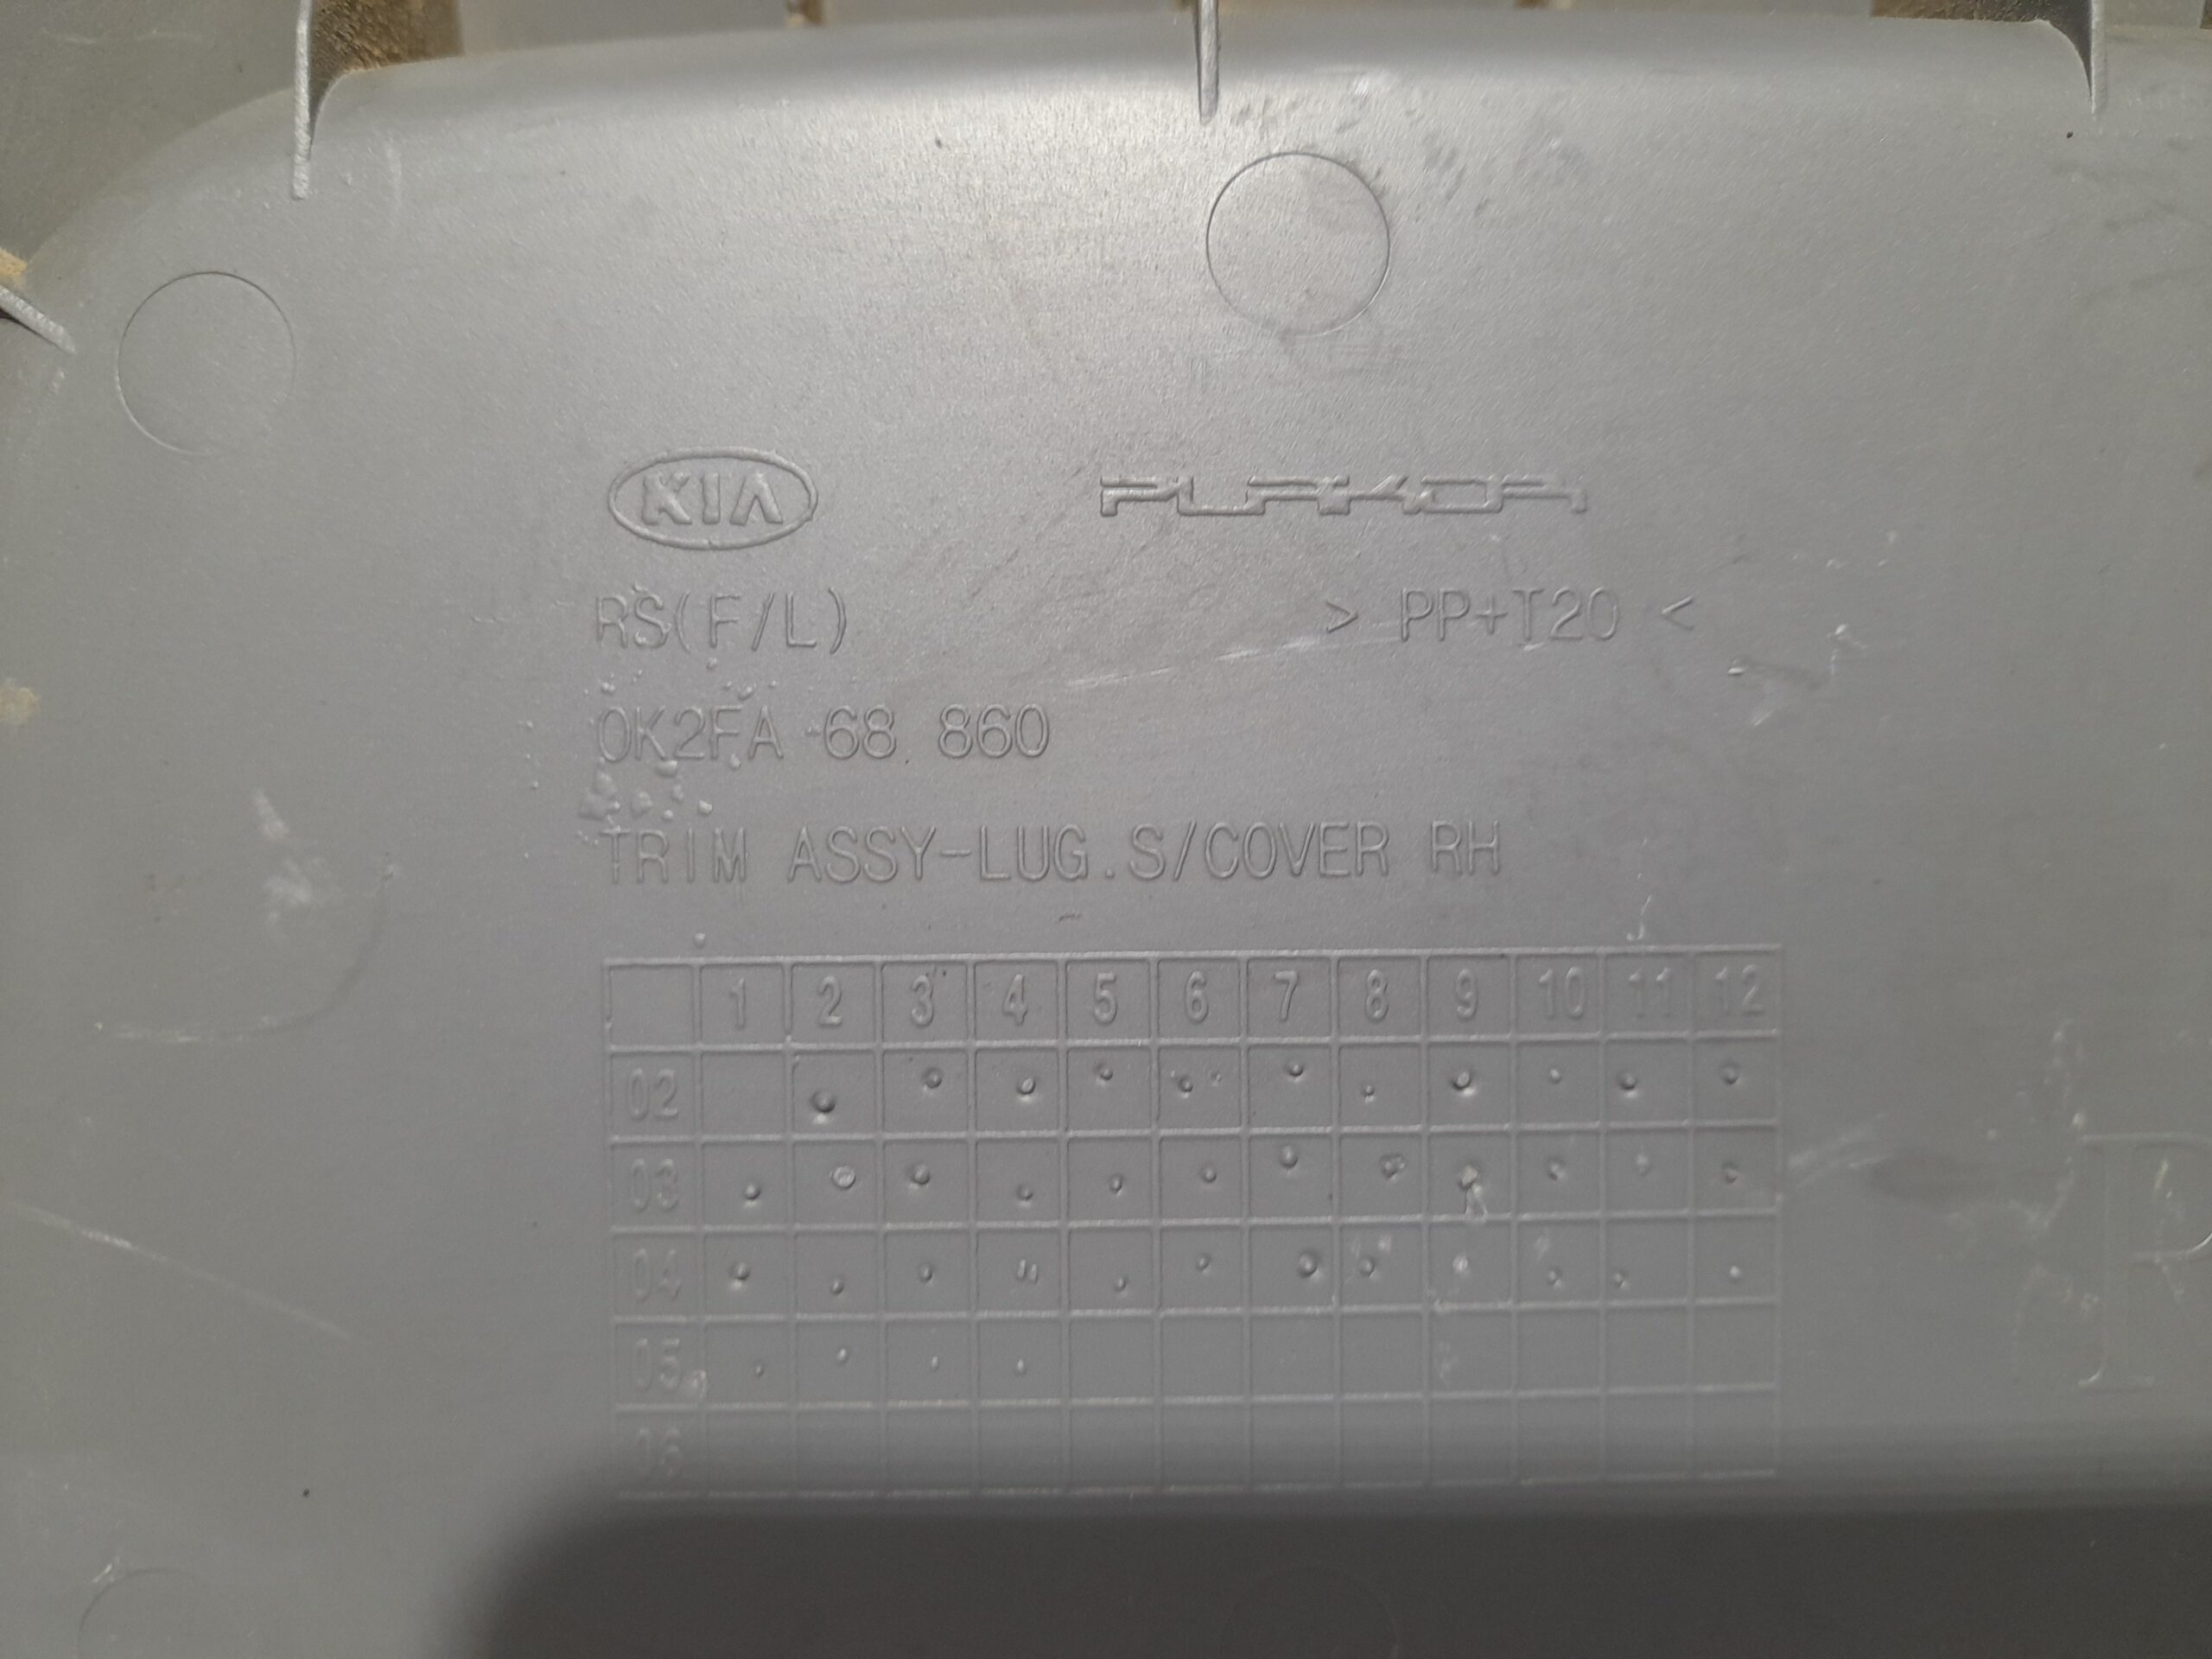 KIA PLAKOR
RS(F/L) > PP+T20 <
0K2FA 68 860
TRIM ASSY-LUG.S/COVER RH
1 2 3 4 5 6 7 8 9 10 11 12
02
03
04
05
06
R